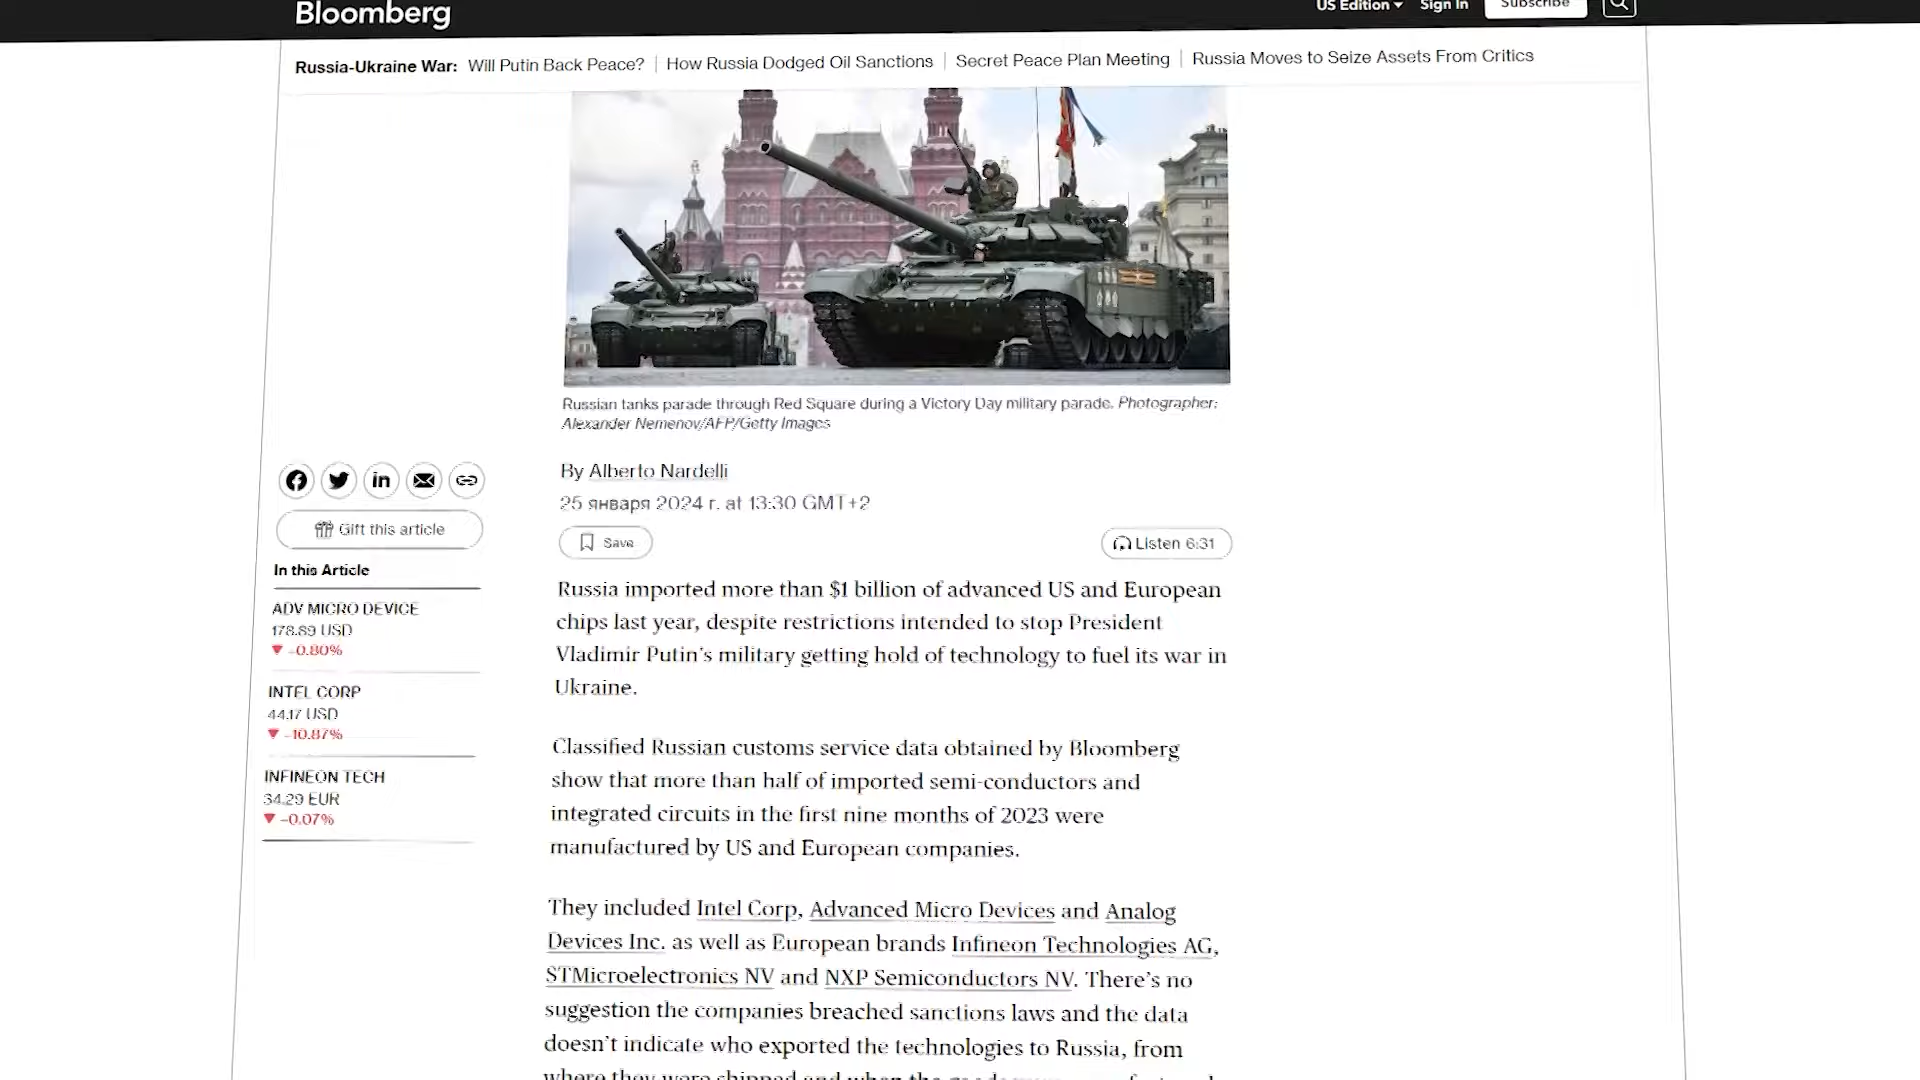 Bloomberg
US Edition
Sign In
Subscribe
Russia-Ukraine War: Will Putin Back Peace? How Russia Dodged Oil Sanctions Secret Peace Plan Meeting Russia Moves to Seize Assets From Critics
Russian tanks parade through Red Square during a Victory Day military parade. Photographer:
Alexander Nemenov/AFP/Getty Images
By Alberto Nardelli
25 января 2024 г. at 13:30 GMT+2
Save
Listen 6:31
Gift this article
In this Article
ADV MICRO DEVICE
178.89 USD
-0.80%
INTEL CORP
44.17 USD
-10.87%
INFINEON TECH
34.29 EUR
-0.07%
Russia imported more than $1 billion of advanced US and European
chips last year, despite restrictions intended to stop President
Vladimir Putin's military getting hold of technology to fuel its war in
Ukraine.
Classified Russian customs service data obtained by Bloomberg
show that more than half of imported semi-conductors and
integrated circuits in the first nine months of 2023 were
manufactured by US and European companies.
They included Intel Corp, Advanced Micro Devices and Analog
Devices Inc. as well as European brands Infineon Technologies AG,
STMicroelectronics NV and NXP Semiconductors NV. There's no
suggestion the companies breached sanctions laws and the data
doesn't indicate who exported the technologies to Russia, from
where they were shipped and when the